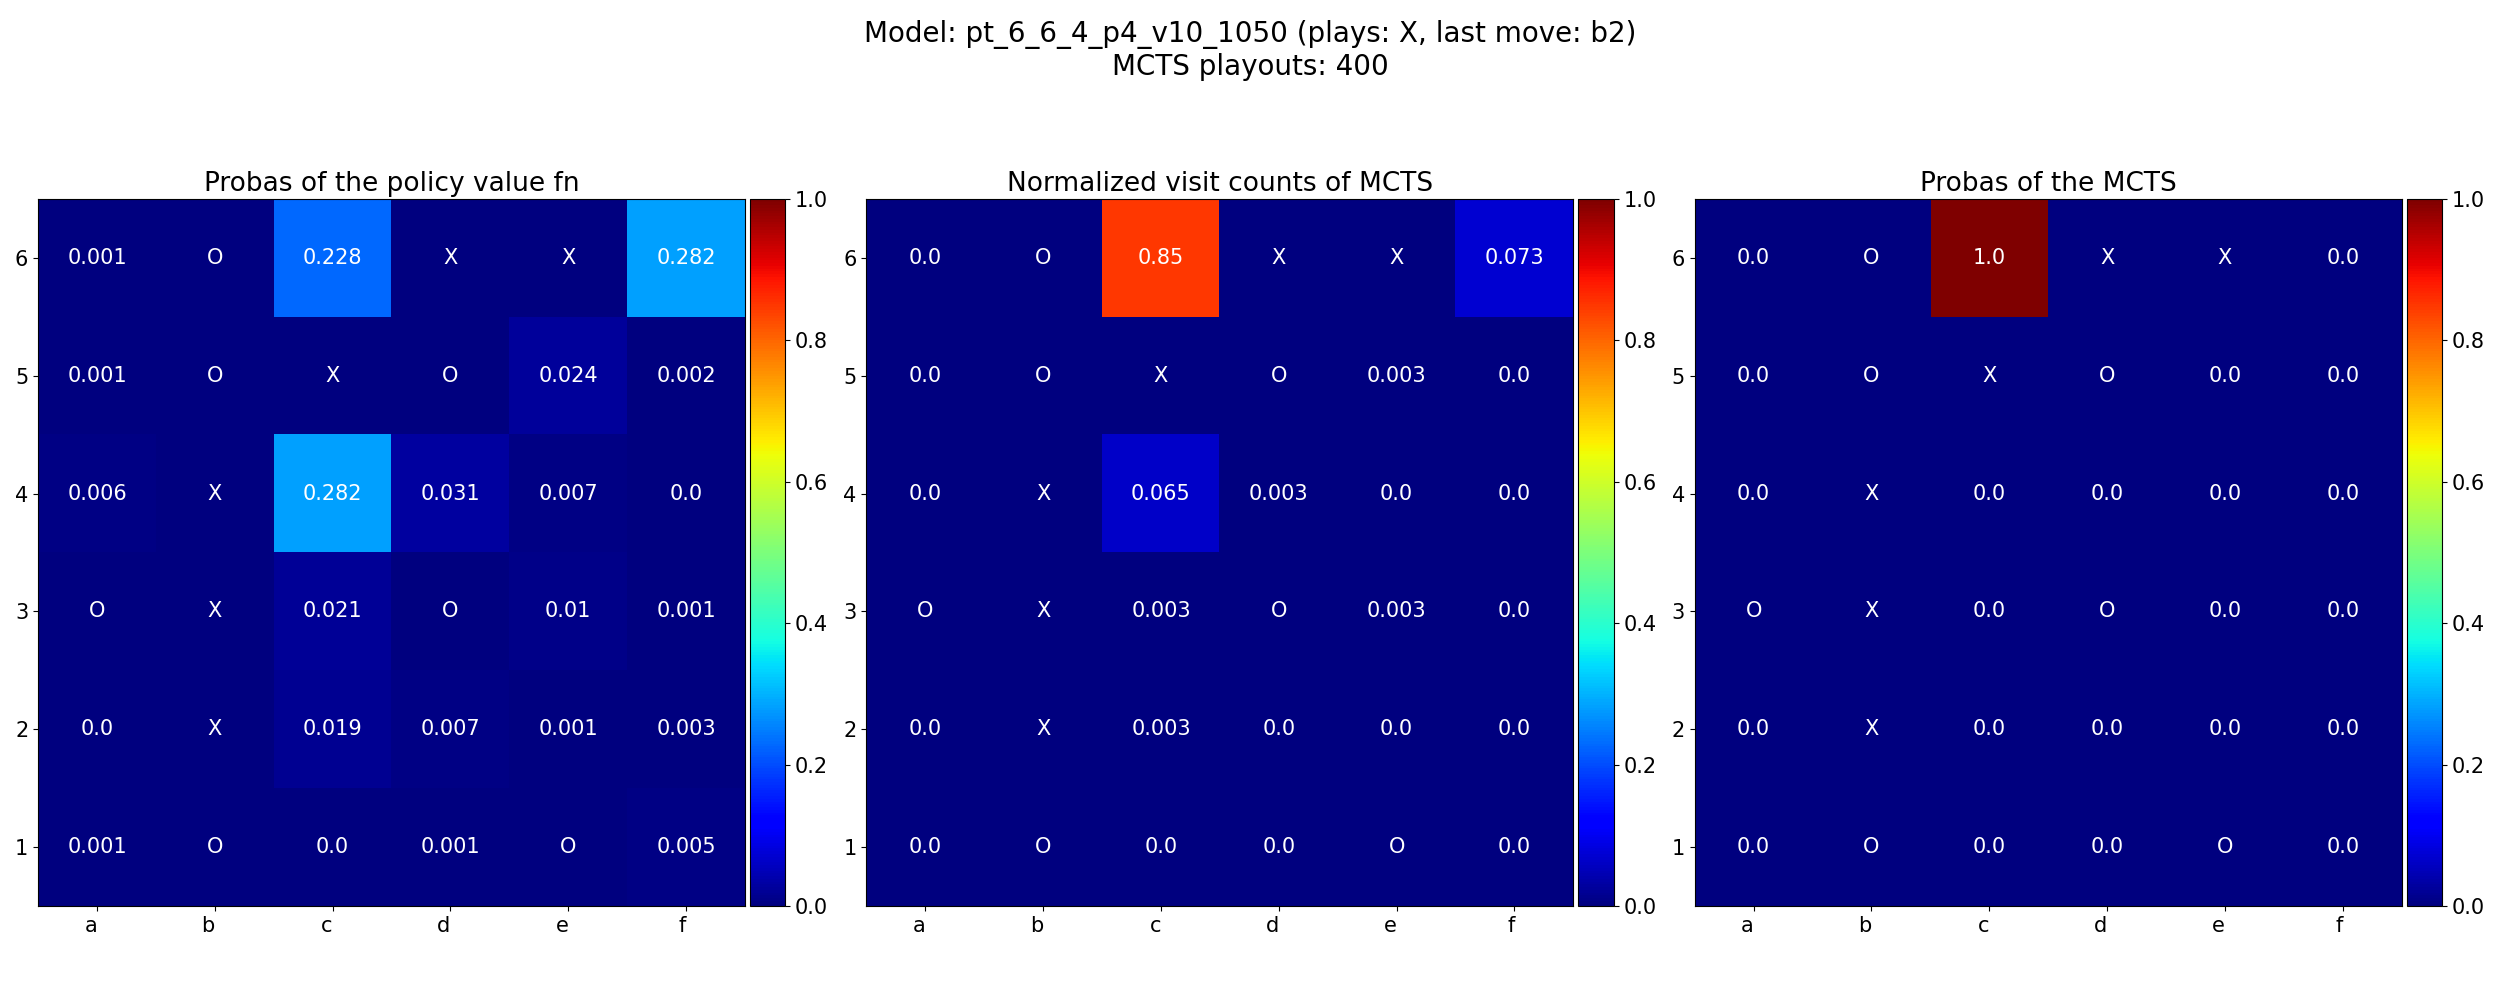 Model: pt_6_6_4_p4_v10_1050 (plays: X, last move: b2)
MCTS playouts: 400
Probas of the policy value fn
6 0.001 O 0.228 X X 0.282
5 0.001 O X O 0.024 0.002
4 0.006 X 0.282 0.031 0.007 0.0
3 O X 0.021 O 0.01 0.001
2 0.0 X 0.019 0.007 0.001 0.003
1 0.001 O 0.0 0.001 O 0.005
a b c d e f
1.0
0.8
0.6
0.4
0.2
0.0
Normalized visit counts of MCTS
6 0.0 O 0.85 X X 0.073
5 0.0 O X O 0.003 0.0
4 0.0 X 0.065 0.003 0.0 0.0
3 O X 0.003 O 0.003 0.0
2 0.0 X 0.003 0.0 0.0 0.0
1 0.0 O 0.0 0.0 O 0.0
a b c d e f
1.0
0.8
0.6
0.4
0.2
0.0
Probas of the MCTS
6 0.0 O 1.0 X X 0.0
5 0.0 O X O 0.0 0.0
4 0.0 X 0.0 0.0 0.0 0.0
3 O X 0.0 O 0.0 0.0
2 0.0 X 0.0 0.0 0.0 0.0
1 0.0 O 0.0 0.0 O 0.0
a b c d e f
1.0
0.8
0.6
0.4
0.2
0.0